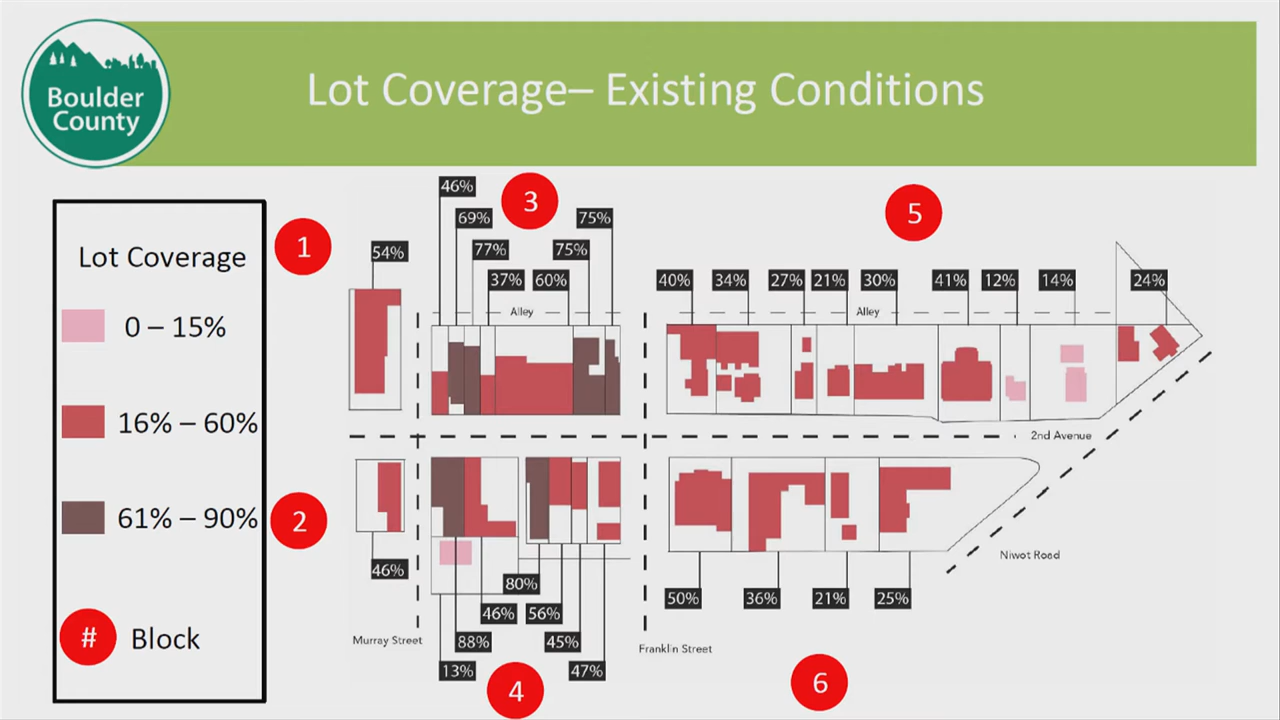 Boulder
County
Lot Coverage– Existing Conditions
Lot Coverage
0 – 15%
16% – 60%
61% – 90%
# Block
1
2
3
4
5
6
54%
46%
69%
77%
37%
60%
75%
75%
Alley
40%
34%
27%
21%
30%
41%
12%
14%
24%
Alley
2nd Avenue
46%
13%
88%
46%
80%
56%
45%
47%
50%
36%
21%
25%
Niwot Road
Murray Street
Franklin Street